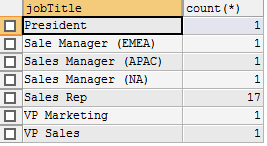 jobTitle count(*)
President 1
Sale Manager (EMEA) 1
Sales Manager (APAC) 1
Sales Manager (NA) 1
Sales Rep 17
VP Marketing 1
VP Sales 1